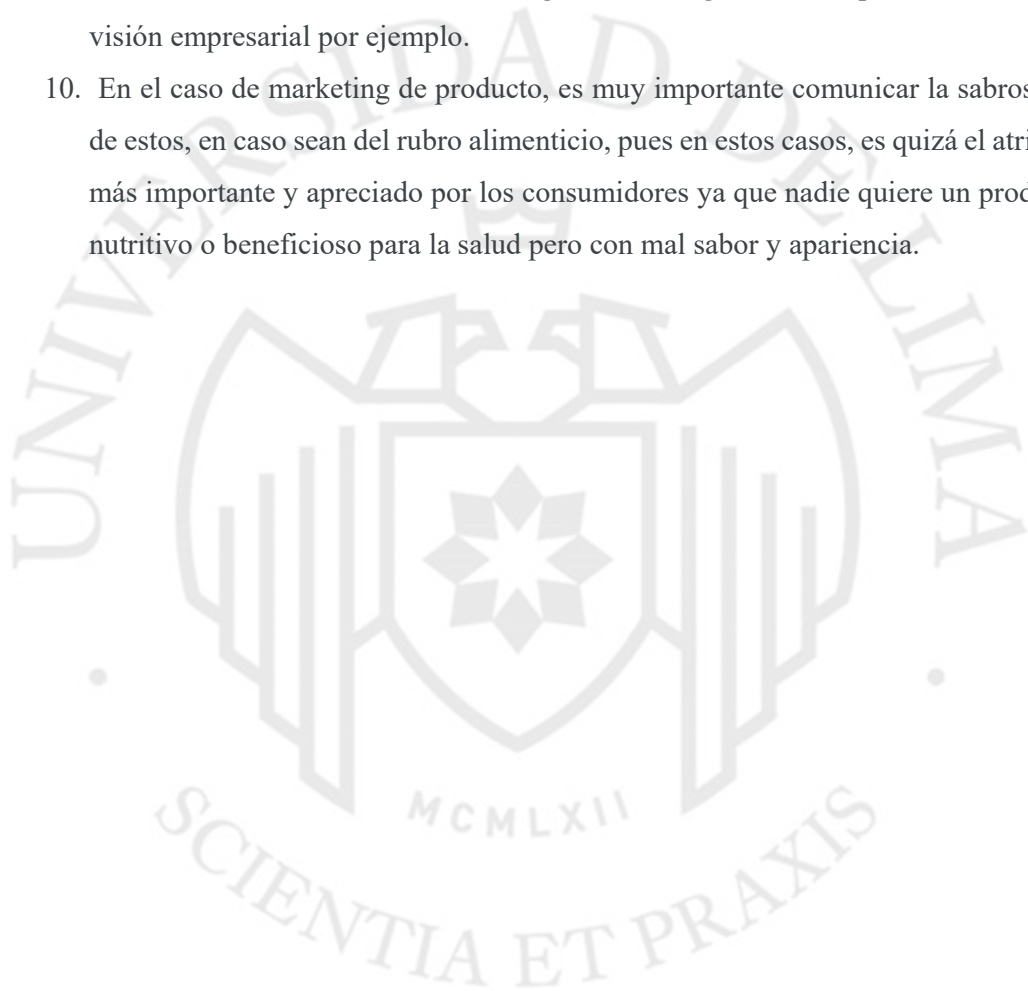 visión empresarial por ejemplo.
10. En el caso de marketing de producto, es muy importante comunicar la
de estos, en caso sean del rubro alimenticio, pues en estos casos, es quizá el
más importante y apreciado por los consumidores ya que nadie quiere un
nutritivo o beneficioso para la salud pero con mal sabor y apariencia.
UNIVERSIDAD DE LIMA
MCMLXII
SCIENTIA ET PRAXIS